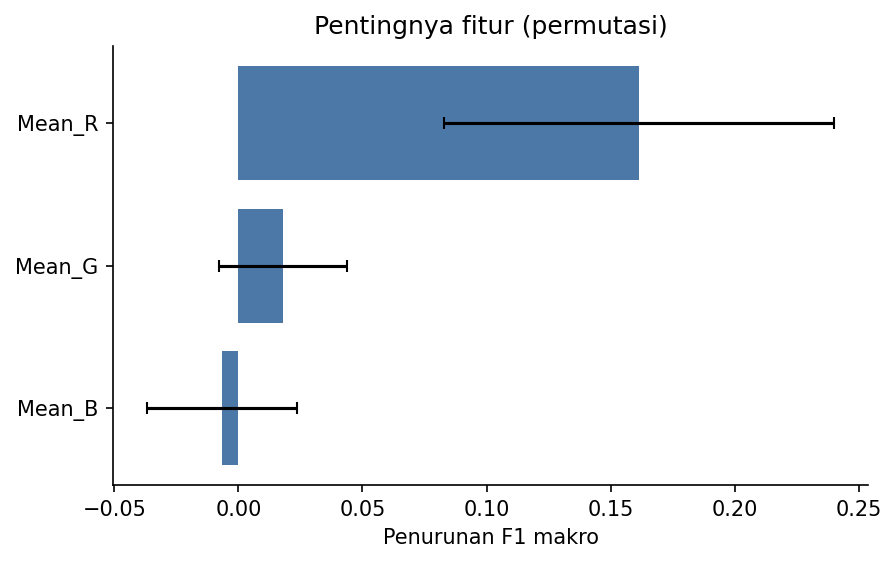 Pentingnya fitur (permutasi)
Mean_R
Mean_G
Mean_B
−0.05 0.00 0.05 0.10 0.15 0.20 0.25
Penurunan F1 makro